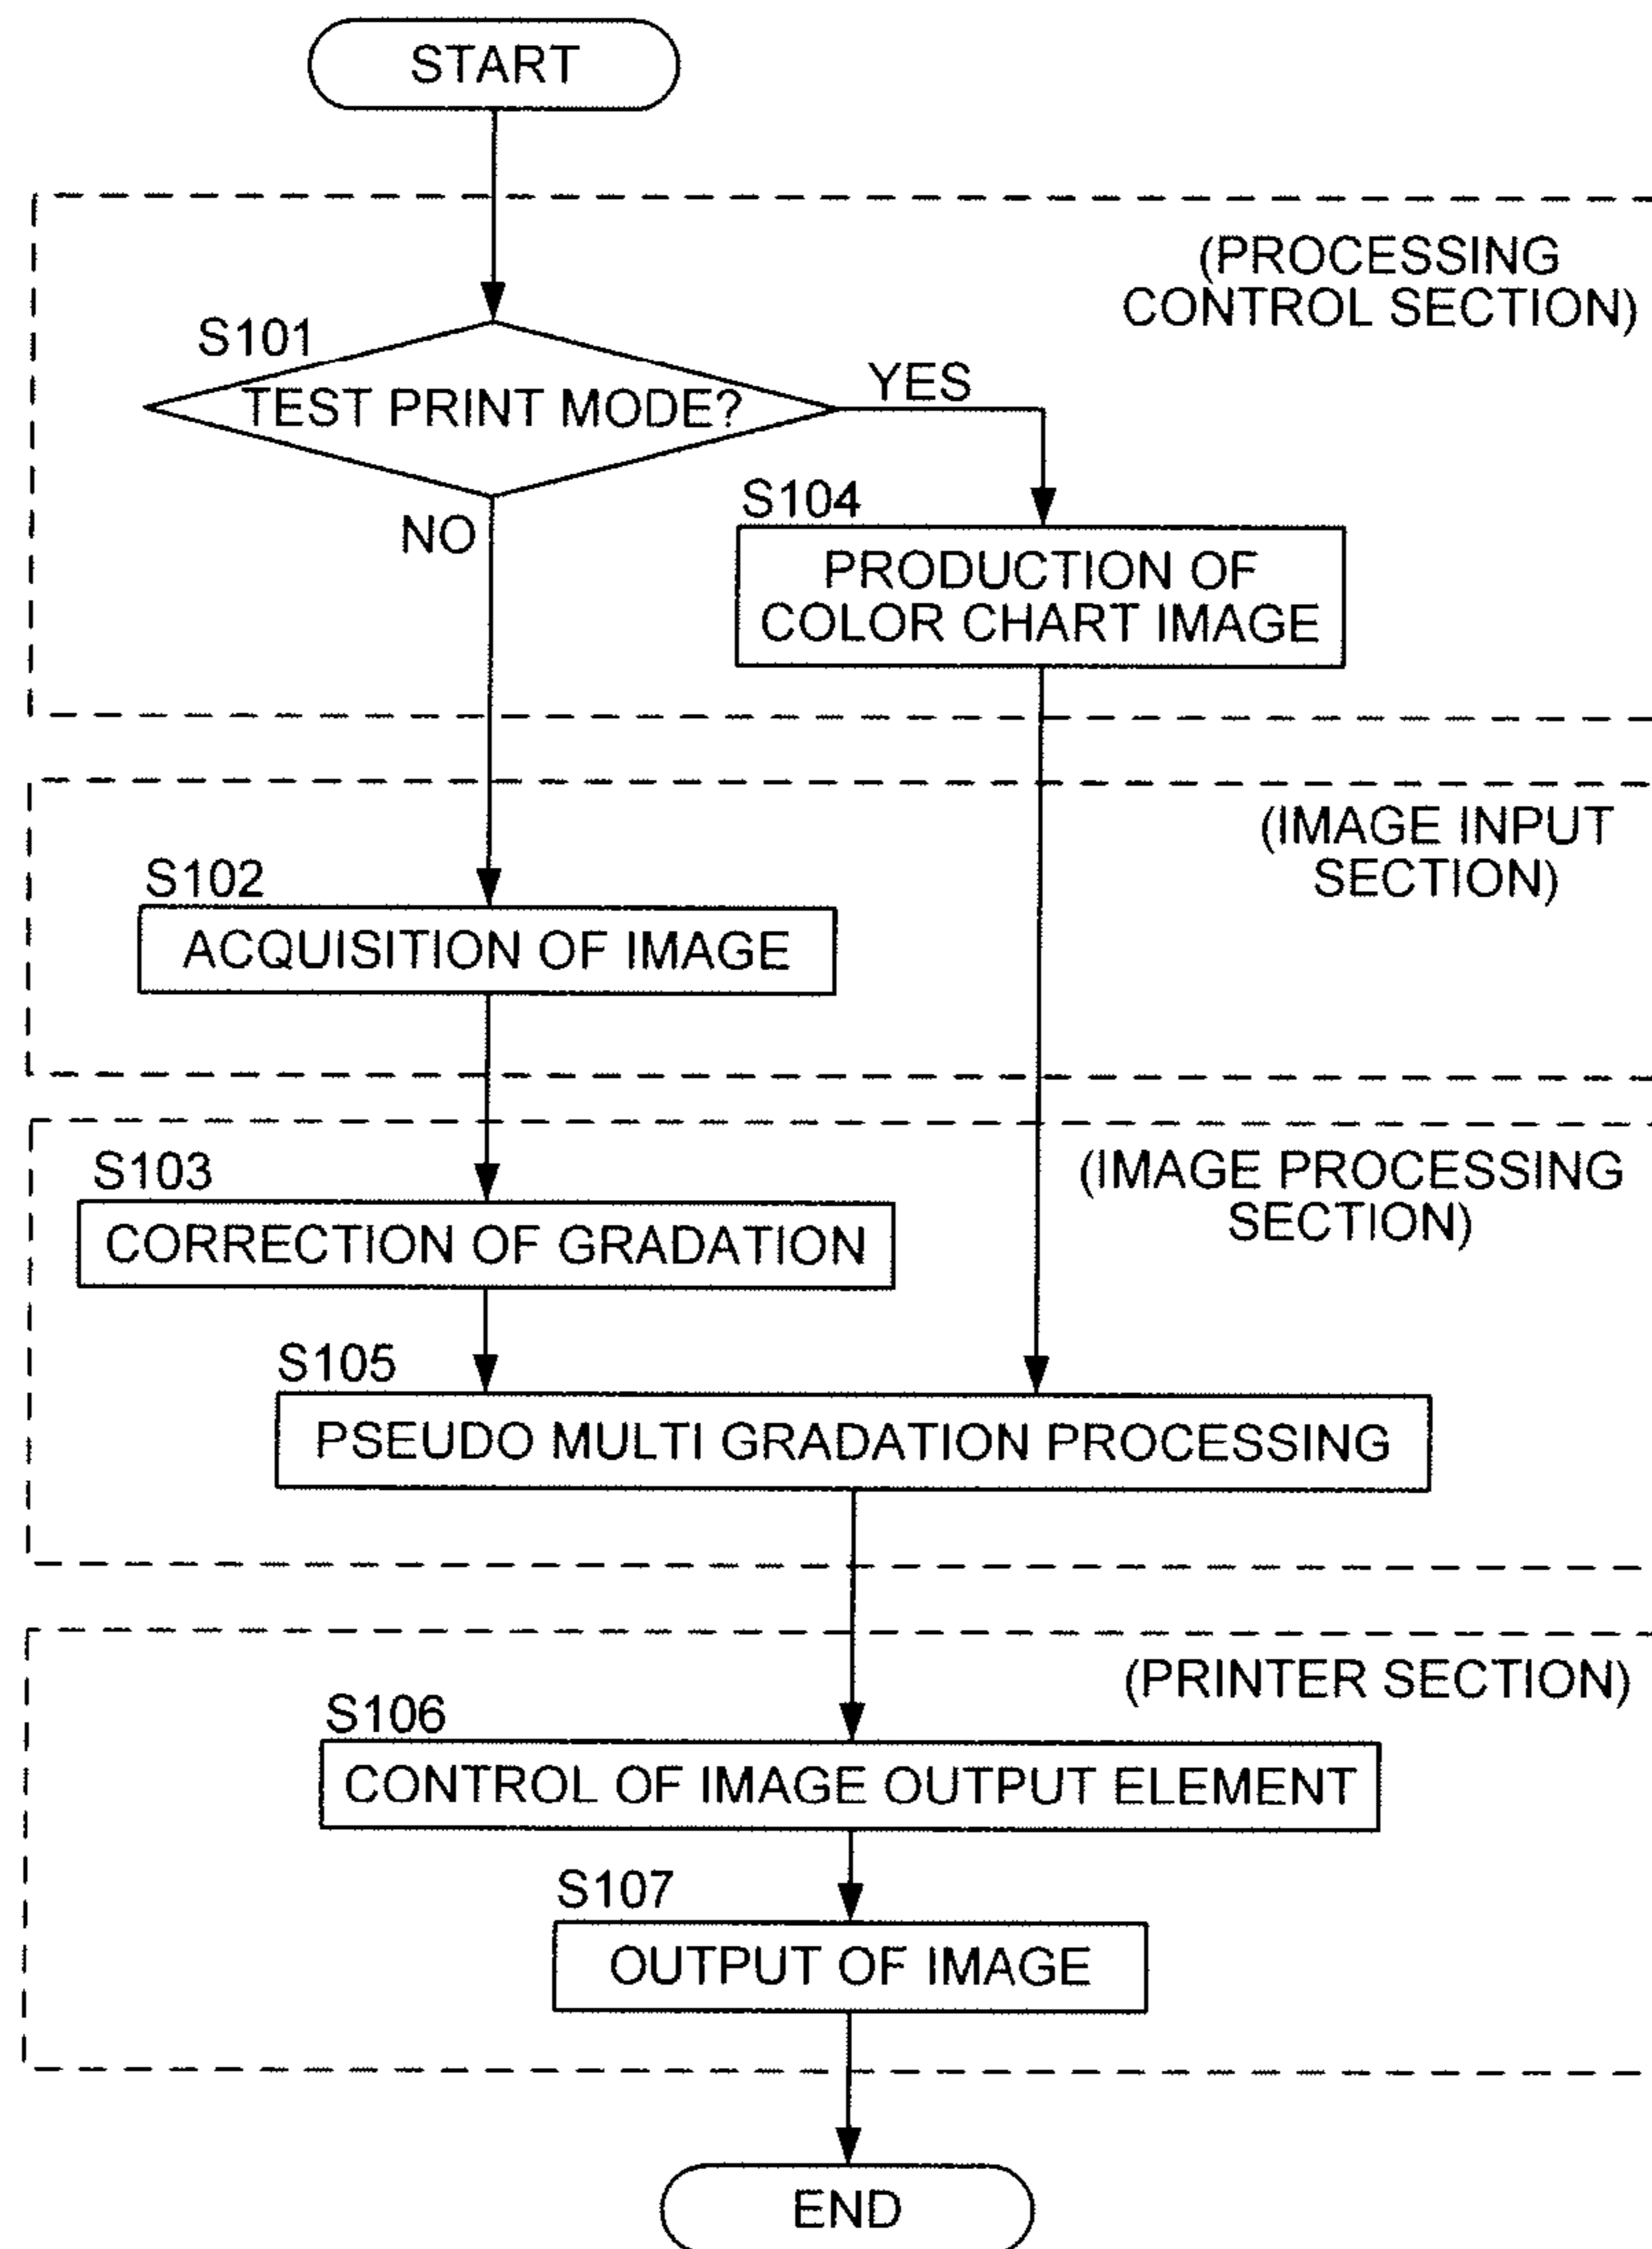 START
(PROCESSING
CONTROL SECTION)
S101
TEST PRINT MODE?
YES
NO
S104
PRODUCTION OF
COLOR CHART IMAGE
(IMAGE INPUT
SECTION)
S102
ACQUISITION OF IMAGE
(IMAGE PROCESSING
SECTION)
S103
CORRECTION OF GRADATION
S105
PSEUDO MULTI GRADATION PROCESSING
(PRINTER SECTION)
S106
CONTROL OF IMAGE OUTPUT ELEMENT
S107
OUTPUT OF IMAGE
END